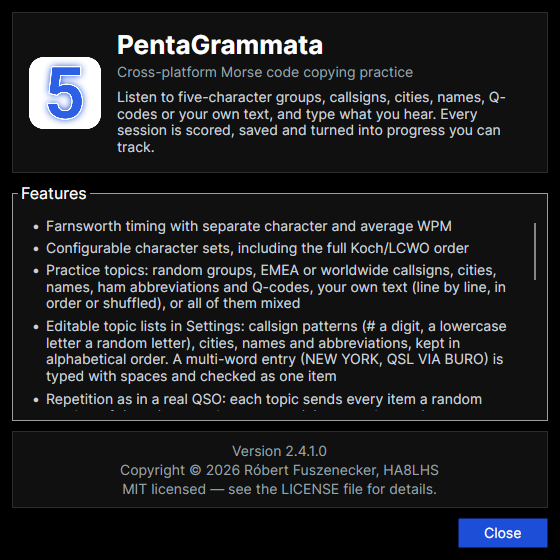 5
PentaGrammata
Cross-platform Morse code copying practice
Listen to five-character groups, callsigns, cities, names, Q-
codes or your own text, and type what you hear. Every
session is scored, saved and turned into progress you can
track.
Features
• Farnsworth timing with separate character and average WPM
• Configurable character sets, including the full Koch/LCWO order
• Practice topics: random groups, EMEA or worldwide callsigns, cities,
names, ham abbreviations and Q-codes, your own text (line by line, in
order or shuffled), or all of them mixed
• Editable topic lists in Settings: callsign patterns (# a digit, a lowercase
letter a random letter), cities, names and abbreviations, kept in
alphabetical order. A multi-word entry (NEW YORK, QSL VIA BURO) is
typed with spaces and checked as one item
• Repetition as in a real QSO: each topic sends every item a random
Version 2.4.1.0
Copyright © 2026 Róbert Fuszenecker, HA8LHS
MIT licensed — see the LICENSE file for details.
Close